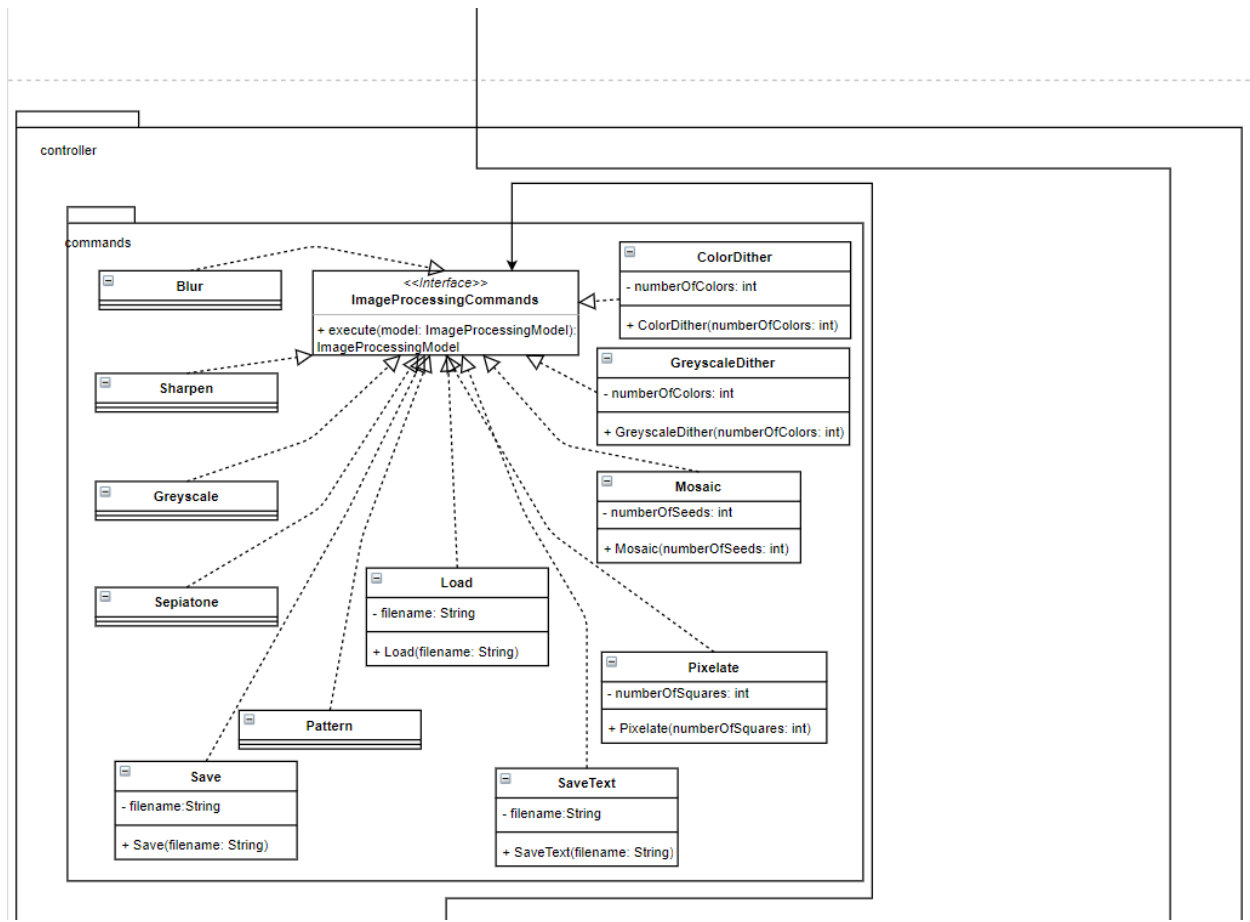 controller
commands
Blur
<<Interface>>
ImageProcessingCommands
+ execute(model: ImageProcessingModel):
ImageProcessingModel
ColorDither
- numberOfColors: int
+ ColorDither(numberOfColors: int)
Sharpen
GreyscaleDither
- numberOfColors: int
+ GreyscaleDither(numberOfColors: int)
Greyscale
Mosaic
- numberOfSeeds: int
+ Mosaic(numberOfSeeds: int)
Sepiatone
Load
- filename: String
+ Load(filename: String)
Pixelate
- numberOfSquares: int
+ Pixelate(numberOfSquares: int)
Pattern
Save
- filename:String
+ Save(filename: String)
SaveText
- filename:String
+ SaveText(filename: String)